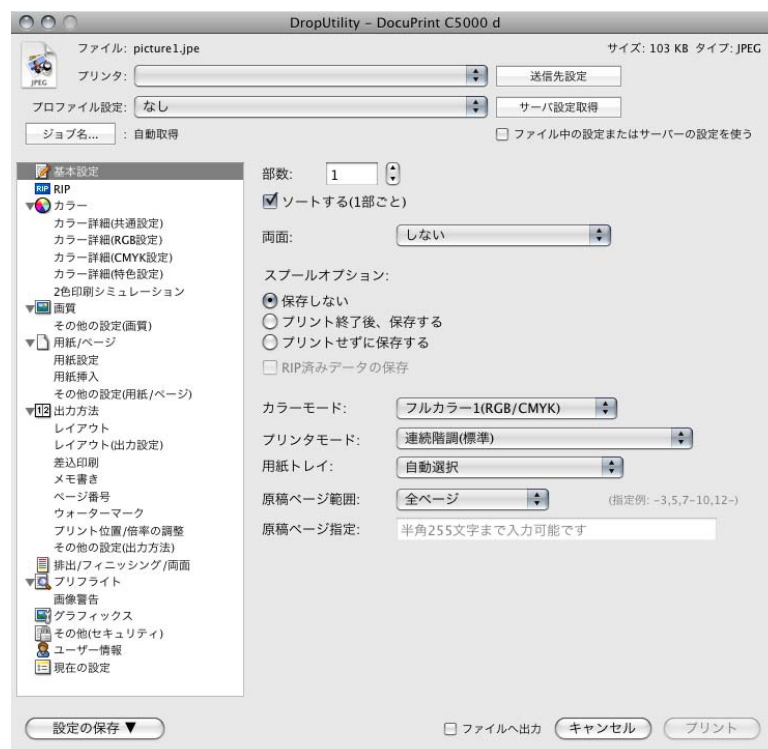 DropUtility – DocuPrint C5000 d
ファイル: picture1.jpe
サイズ: 103 KB タイプ: JPEG
JPEG
プリンタ:
送信先設定
プロファイル設定: なし
サーバ設定取得
ジョブ名... : 自動取得
ファイル中の設定またはサーバーの設定を使う
基本設定
RIP RIP
カラー
カラー詳細(共通設定)
カラー詳細(RGB設定)
カラー詳細(CMYK設定)
カラー詳細(特色設定)
2色印刷シミュレーション
画質
その他の設定(画質)
用紙/ページ
用紙設定
用紙挿入
その他の設定(用紙/ページ)
12 出力方法
レイアウト
レイアウト(出力設定)
差込印刷
メモ書き
ページ番号
ウォーターマーク
プリント位置/倍率の調整
その他の設定(出力方法)
排出/フィニッシング/両面
プリフライト
画像警告
グラフィックス
その他(セキュリティ)
ユーザー情報
現在の設定
部数: 1
ソートする(1部ごと)
両面: しない
スプールオプション:
保存しない
プリント終了後、保存する
プリントせずに保存する
RIP済みデータの保存
カラーモード: フルカラー1(RGB/CMYK)
プリンタモード: 連続階調(標準)
用紙トレイ: 自動選択
原稿ページ範囲: 全ページ (指定例: -3,5,7-10,12-)
原稿ページ指定: 半角255文字まで入力可能です
設定の保存 ▼
ファイルへ出力
キャンセル
プリント